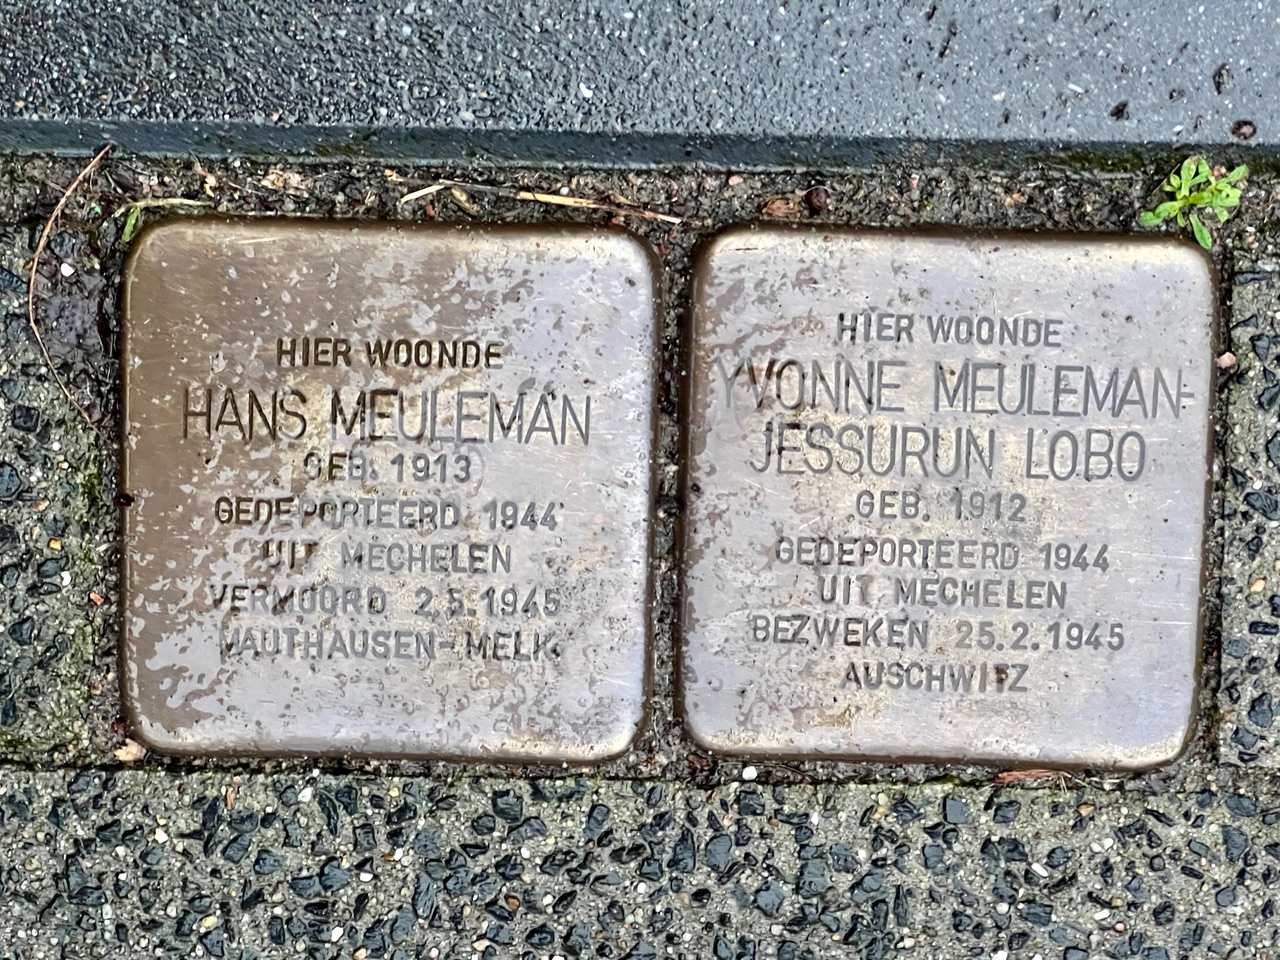 HIER WOONDE
HANS MEULEMAN
GEB. 1913
GEDEPORTEERD 1944
UIT MECHELEN
VERMOORD 2.5.1945
MAUTHAUSEN-MELK
HIER WOONDE
YVONNE MEULEMAN-
JESSURUN LOBO
GEB. 1912
GEDEPORTEERD 1944
UIT MECHELEN
BEZWEKEN 25.2.1945
AUSCHWITZ